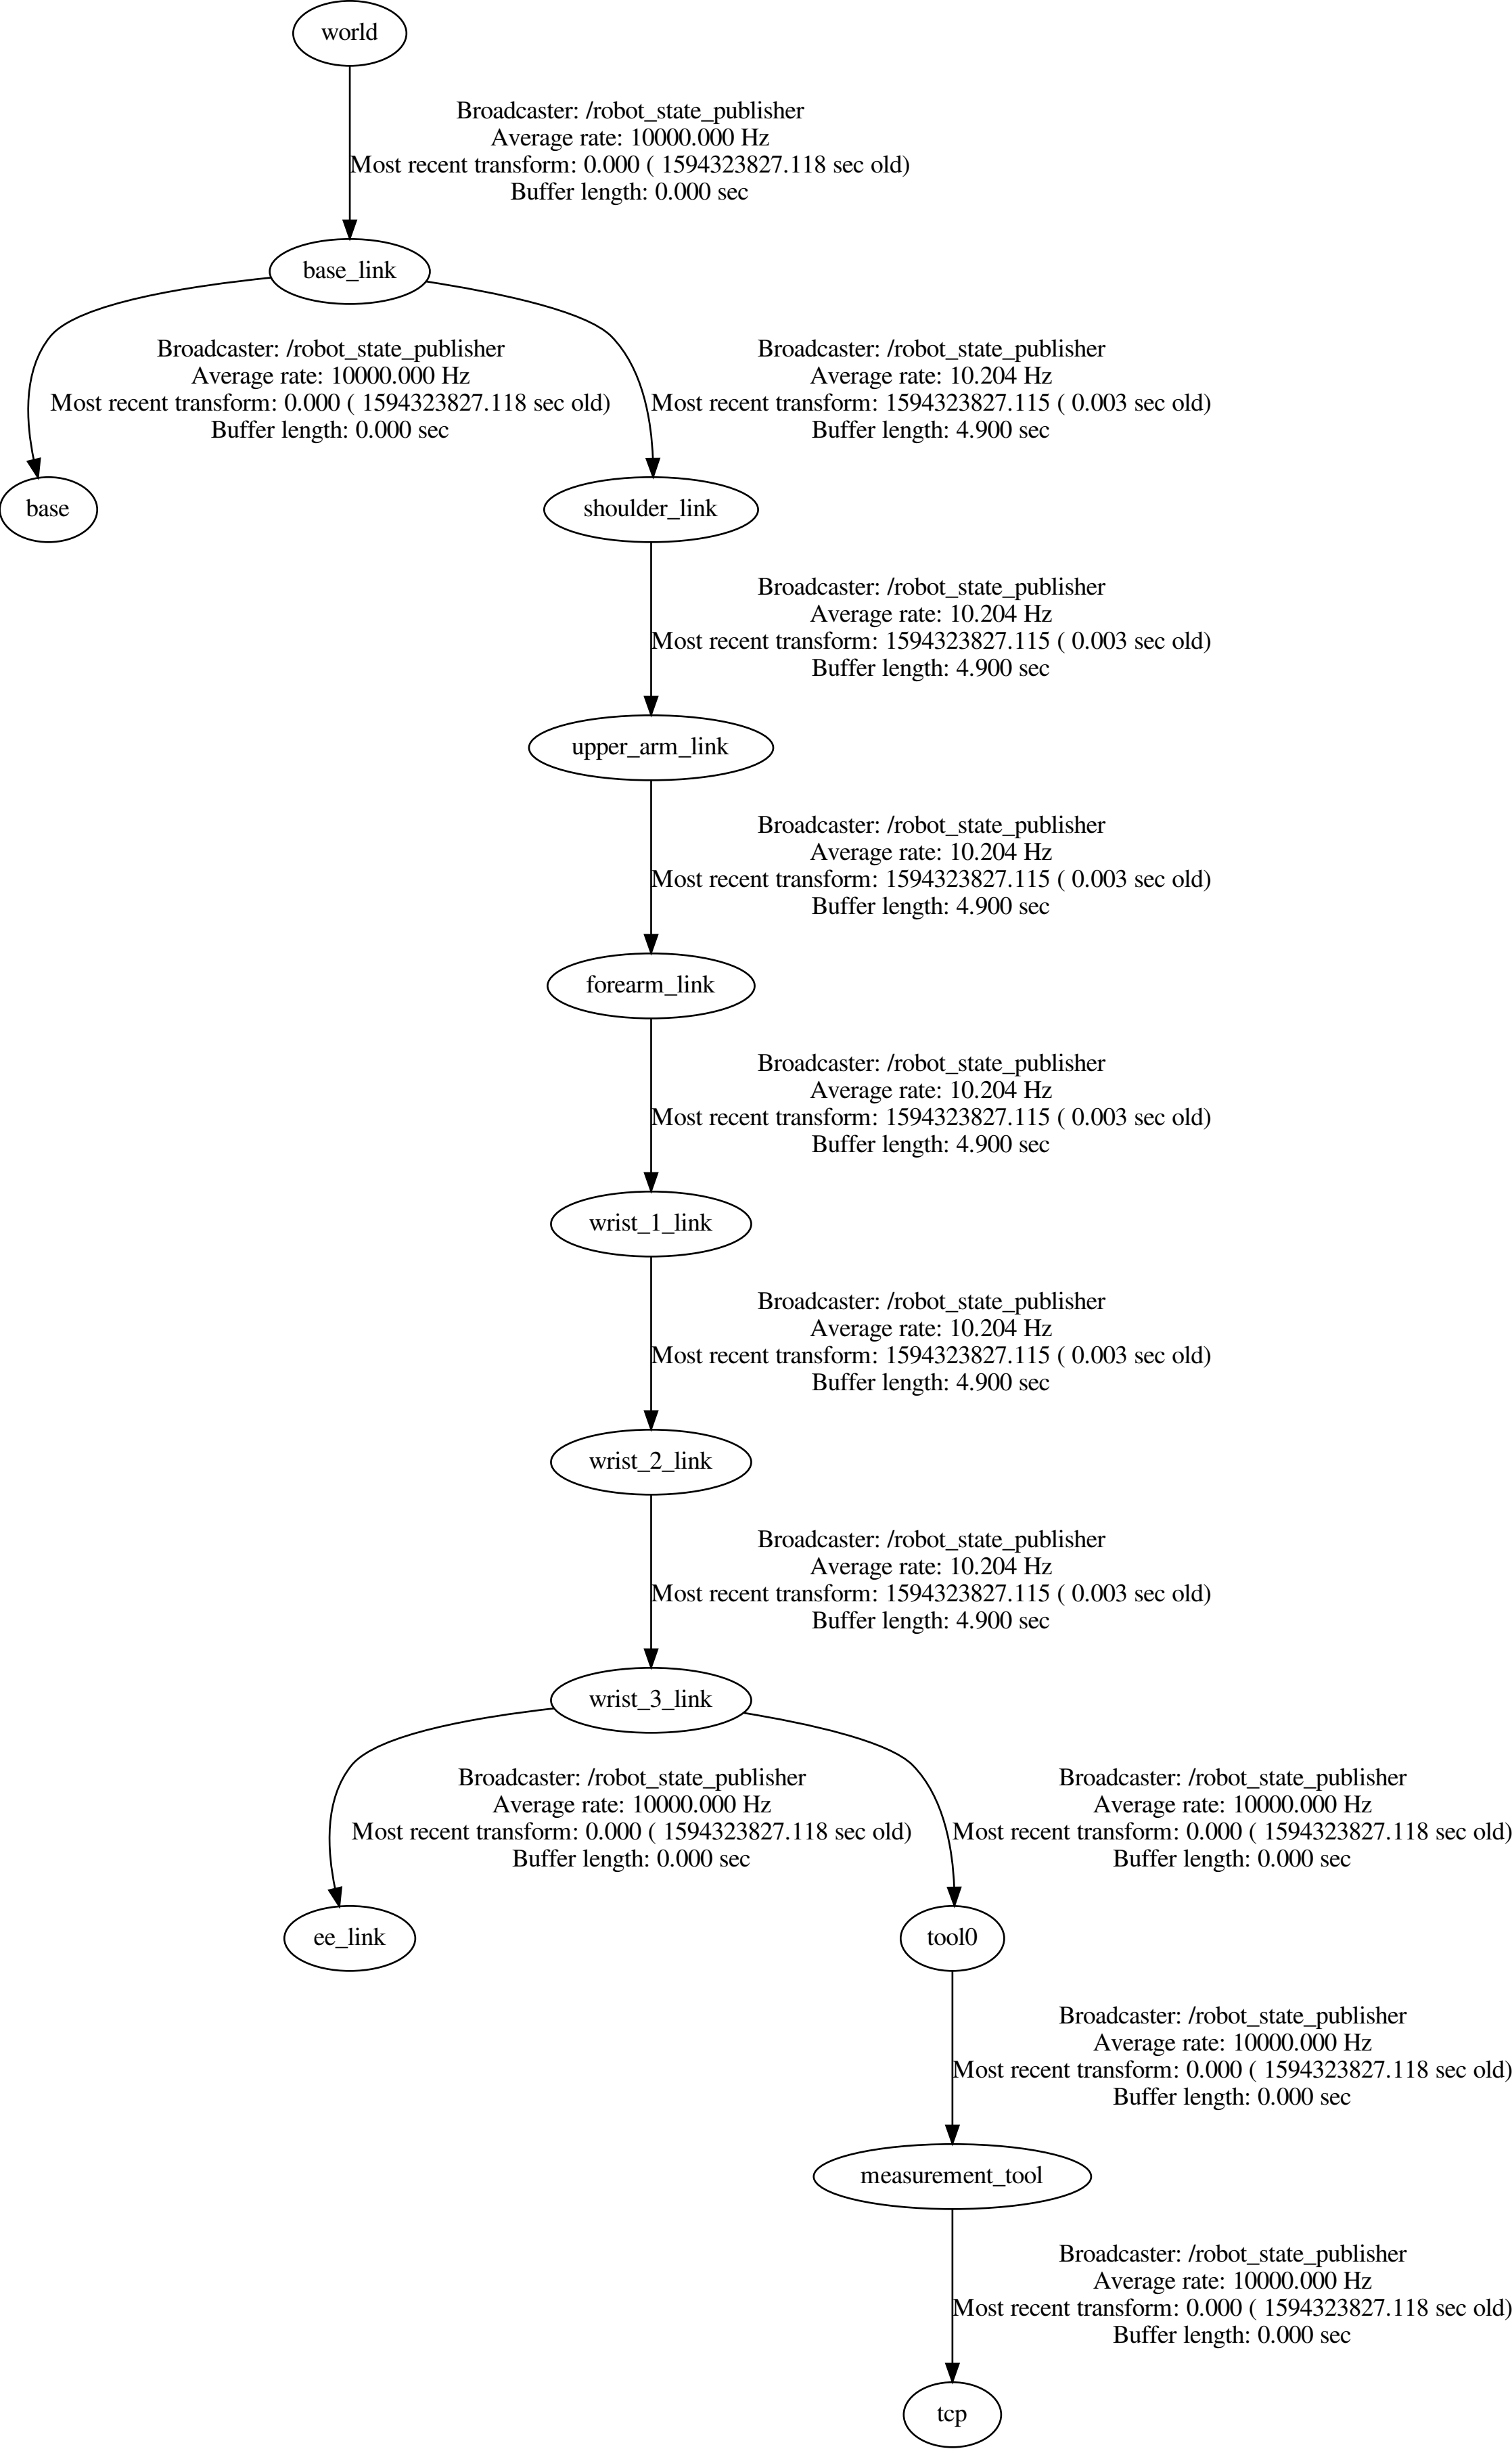 world
Broadcaster: /robot_state_publisher
Average rate: 10000.000 Hz
Most recent transform: 0.000 ( 1594323827.118 sec old)
Buffer length: 0.000 sec
base_link
Broadcaster: /robot_state_publisher
Average rate: 10000.000 Hz
Most recent transform: 0.000 ( 1594323827.118 sec old)
Buffer length: 0.000 sec
Broadcaster: /robot_state_publisher
Average rate: 10.204 Hz
Most recent transform: 1594323827.115 ( 0.003 sec old)
Buffer length: 4.900 sec
base
shoulder_link
Broadcaster: /robot_state_publisher
Average rate: 10.204 Hz
Most recent transform: 1594323827.115 ( 0.003 sec old)
Buffer length: 4.900 sec
upper_arm_link
Broadcaster: /robot_state_publisher
Average rate: 10.204 Hz
Most recent transform: 1594323827.115 ( 0.003 sec old)
Buffer length: 4.900 sec
forearm_link
Broadcaster: /robot_state_publisher
Average rate: 10.204 Hz
Most recent transform: 1594323827.115 ( 0.003 sec old)
Buffer length: 4.900 sec
wrist_1_link
Broadcaster: /robot_state_publisher
Average rate: 10.204 Hz
Most recent transform: 1594323827.115 ( 0.003 sec old)
Buffer length: 4.900 sec
wrist_2_link
Broadcaster: /robot_state_publisher
Average rate: 10.204 Hz
Most recent transform: 1594323827.115 ( 0.003 sec old)
Buffer length: 4.900 sec
wrist_3_link
Broadcaster: /robot_state_publisher
Average rate: 10000.000 Hz
Most recent transform: 0.000 ( 1594323827.118 sec old)
Buffer length: 0.000 sec
Broadcaster: /robot_state_publisher
Average rate: 10000.000 Hz
Most recent transform: 0.000 ( 1594323827.118 sec old)
Buffer length: 0.000 sec
ee_link
tool0
Broadcaster: /robot_state_publisher
Average rate: 10000.000 Hz
Most recent transform: 0.000 ( 1594323827.118 sec old)
Buffer length: 0.000 sec
measurement_tool
Broadcaster: /robot_state_publisher
Average rate: 10000.000 Hz
Most recent transform: 0.000 ( 1594323827.118 sec old)
Buffer length: 0.000 sec
tcp